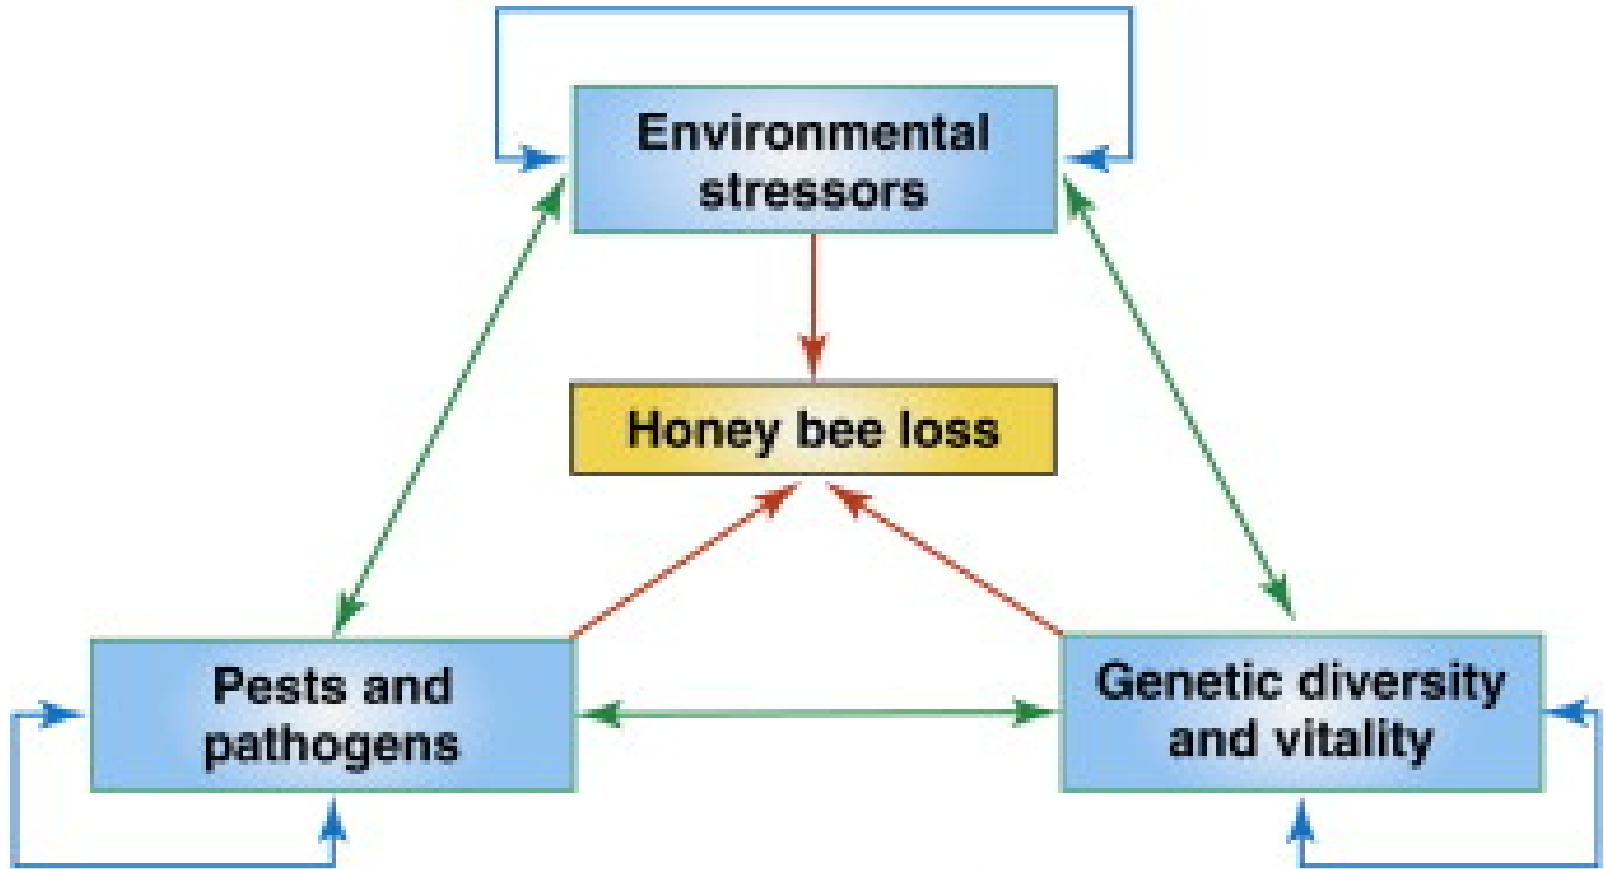 Environmental
stressors
Honey bee loss
Pests and
pathogens
Genetic diversity
and vitality